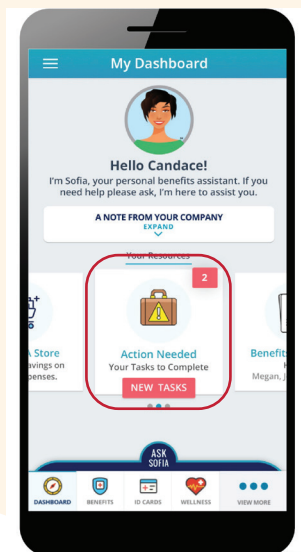 My Dashboard
Hello Candace!
I'm Sofia, your personal benefits assistant. If you
need help please ask, I'm here to assist you.
A NOTE FROM YOUR COMPANY
EXPAND
Your Resources
2
A Store
avings on
penses.
Action Needed
Your Tasks to Complete
NEW TASKS
Benefits
Megan, J
ASK
SOFIA
DASHBOARD
BENEFITS
ID CARDS
WELLNESS
VIEW MORE